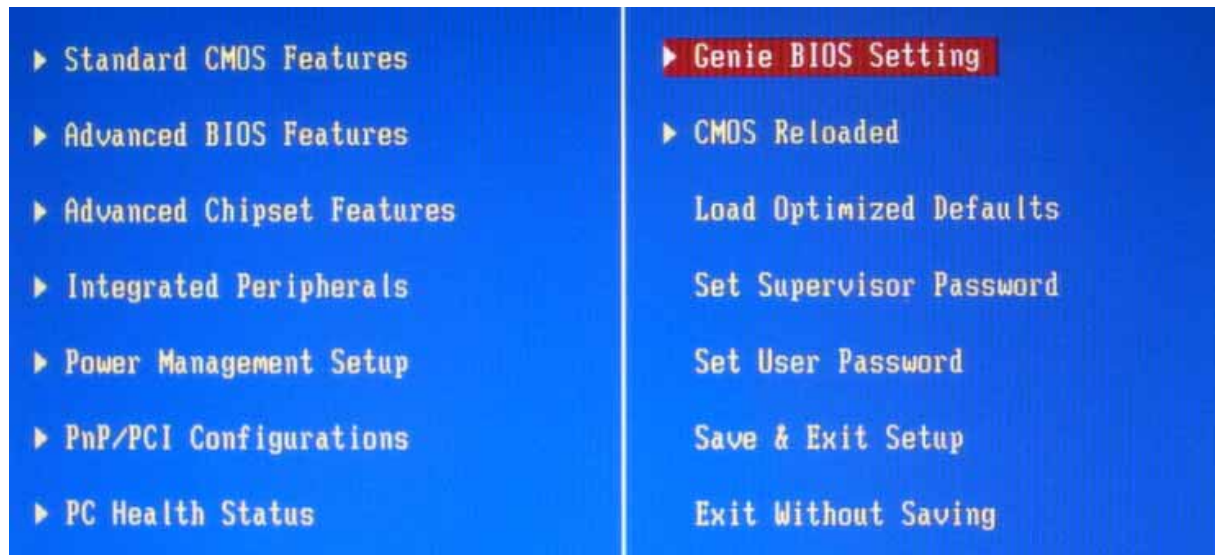 Standard CMOS Features
Advanced BIOS Features
Advanced Chipset Features
Integrated Peripherals
Power Management Setup
PnP/PCI Configurations
PC Health Status
Genie BIOS Setting
CMOS Reloaded
Load Optimized Defaults
Set Supervisor Password
Set User Password
Save & Exit Setup
Exit Without Saving